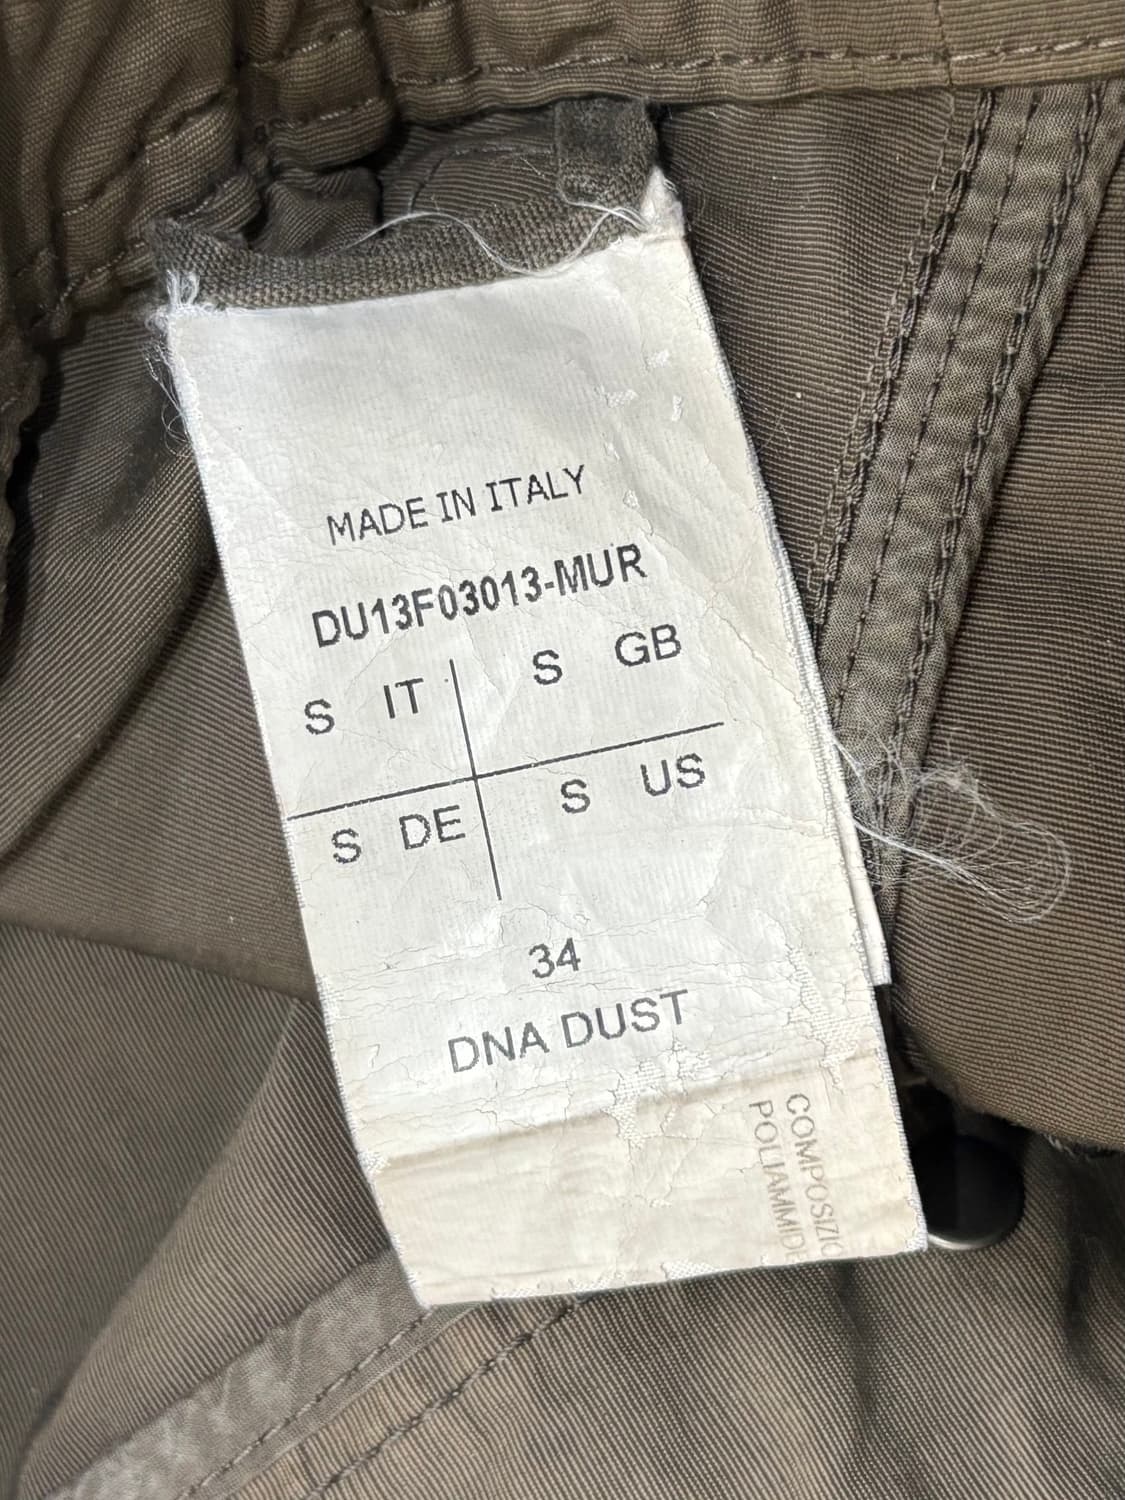 MADE IN ITALY
DU13F03013-MUR
S IT S GB
S DE S US
34
DNA DUST
COMPOSIZIO
POLIAMMIDE